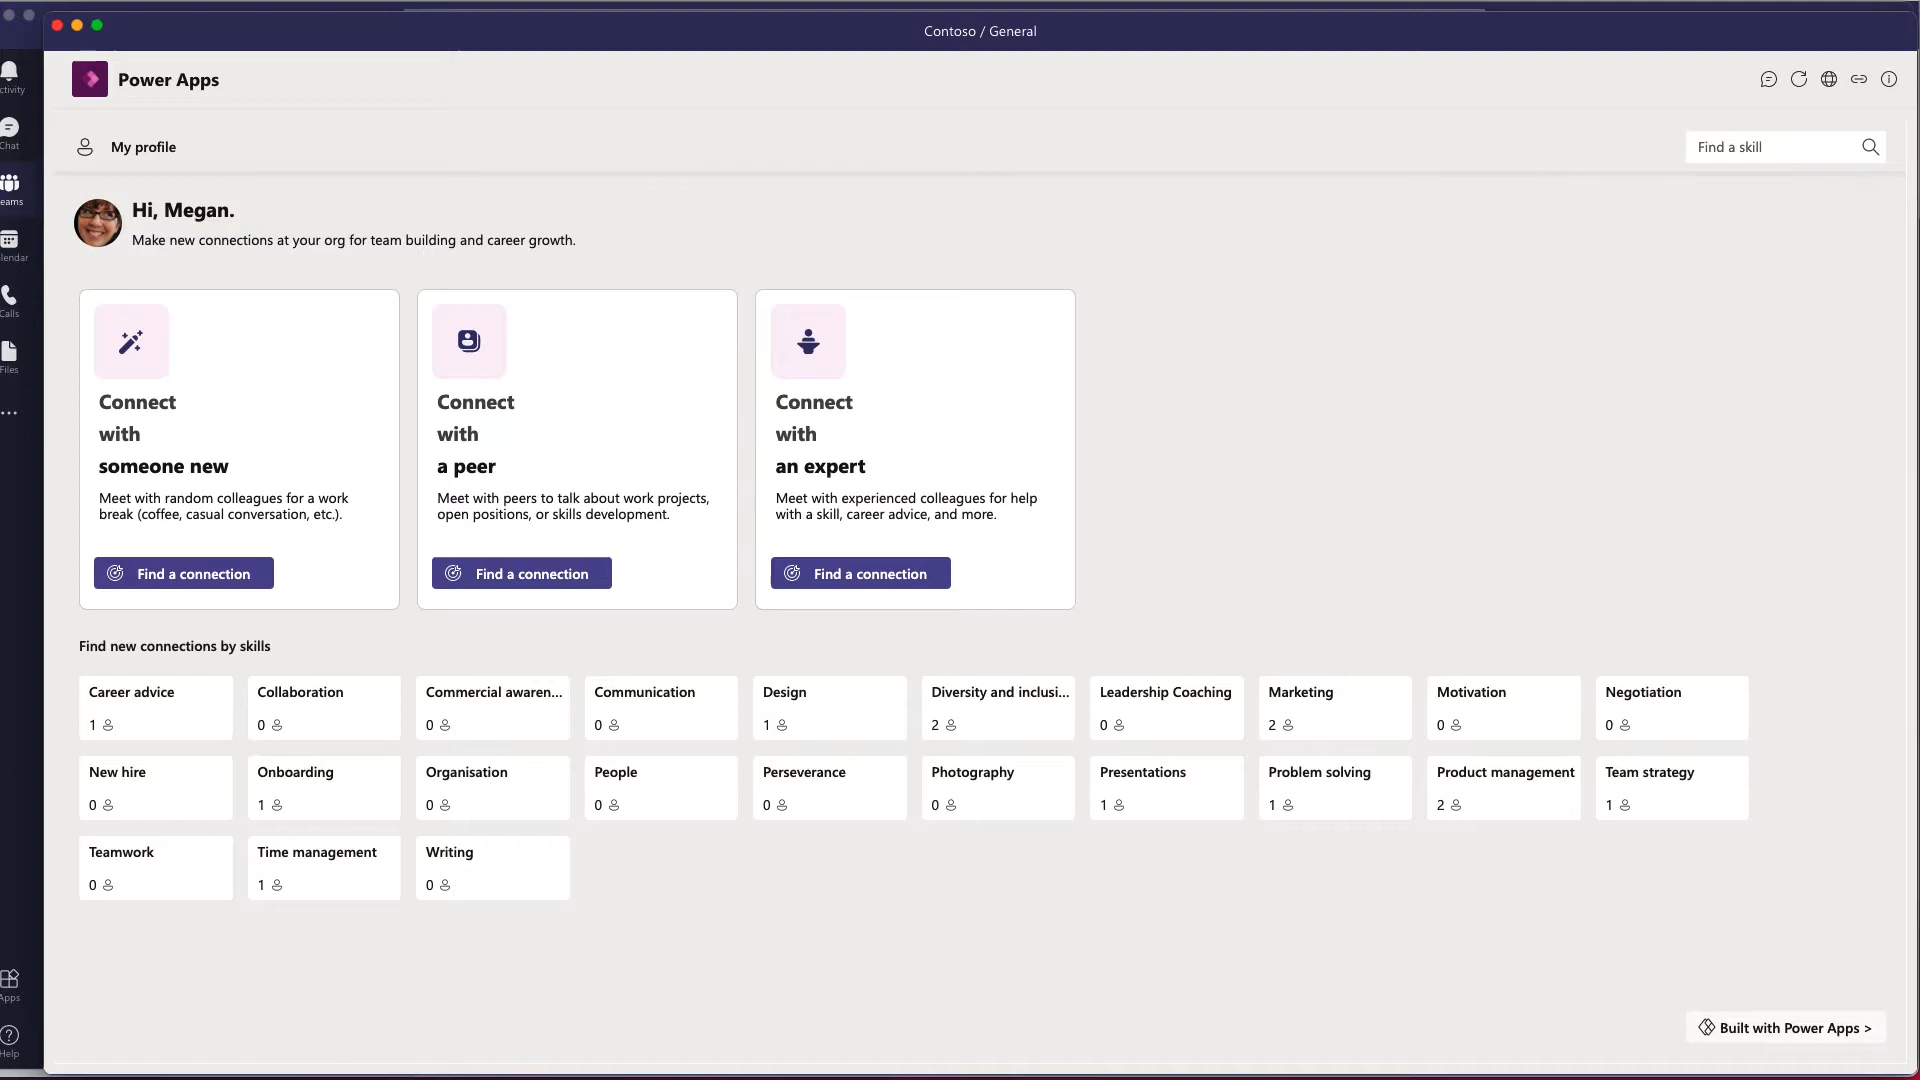 Contoso / General
Power Apps
My profile
Find a skill
Hi, Megan.
Make new connections at your org for team building and career growth.
Connect
with
someone new
Meet with random colleagues for a work
break (coffee, casual conversation, etc.).
Find a connection
Connect
with
a peer
Meet with peers to talk about work projects,
open positions, or skills development.
Find a connection
Connect
with
an expert
Meet with experienced colleagues for help
with a skill, career advice, and more.
Find a connection
Find new connections by skills
Career advice
1
Collaboration
0
Commercial awaren...
0
Communication
0
Design
1
Diversity and inclusi...
2
Leadership Coaching
0
Marketing
2
Motivation
0
Negotiation
0
New hire
0
Onboarding
1
Organisation
0
People
0
Perseverance
0
Photography
0
Presentations
1
Problem solving
1
Product management
2
Team strategy
1
Teamwork
0
Time management
1
Writing
0
Built with Power Apps >
ctivity
Chat
eams
lendar
Calls
Files
Apps
Help